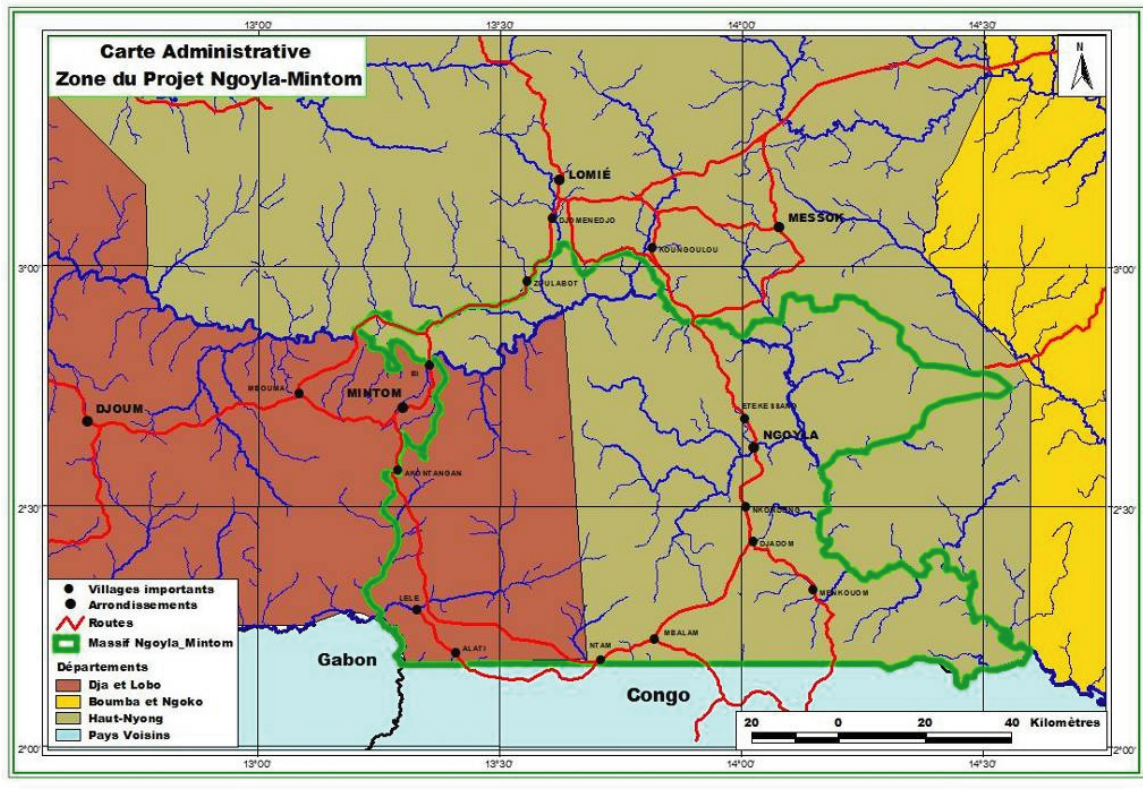 Carte Administrative
Zone du Projet Ngoyla-Mintom
13°00'
13°30'
14°00'
14°30'
N
LOMIÉ
DJOMENEDJO
MESSOK
KOUNGOULOU
3°00'
3°00'
ZOULABOT
BI
MBOUMA
MINTOM
DJOUM
ETEKESSANG
NGOYLA
AKONTANGAN
2°30'
2°30'
DJADOM
MENKOUOM
LELE
MBALAM
ALATI
NTAM
Gabon
Congo
Villages importants
Arrondissements
Routes
Massif Ngoyla_Mintom
Départements
Dja et Lobo
Boumba et Ngoko
Haut-Nyong
Pays Voisins
20 0 20 40 Kilomètres
2°00'
2°00'
13°00'
13°30'
14°00'
14°30'